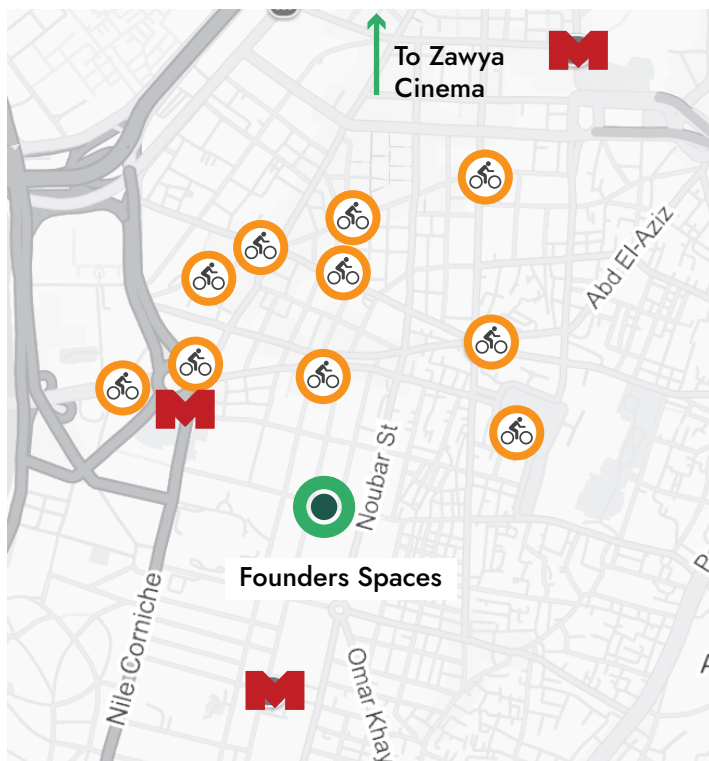 To Zawya
Cinema
Abd El-Aziz
Noubar St
Founders Spaces
Nile Corniche
Omar Khay
P
A
M
M
M